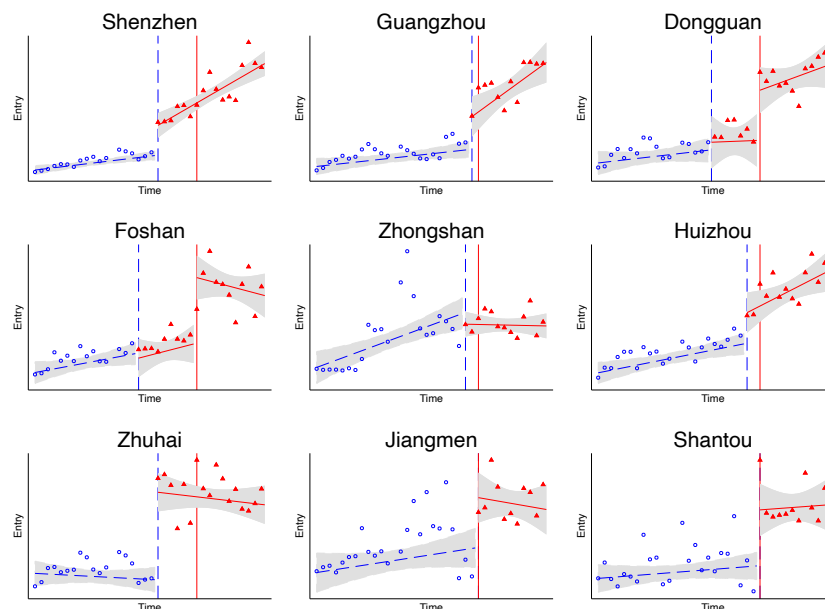 Shenzhen
Guangzhou
Dongguan
Entry
Entry
Entry
Time
Time
Time
Foshan
Zhongshan
Huizhou
Entry
Entry
Entry
Time
Time
Time
Zhuhai
Jiangmen
Shantou
Entry
Entry
Entry
Time
Time
Time